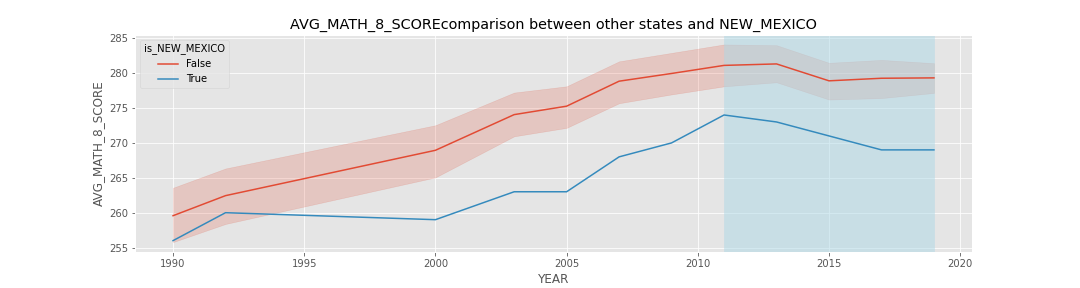 AVG_MATH_8_SCOREcomparison between other states and NEW_MEXICO
is_NEW_MEXICO
False
True
AVG_MATH_8_SCORE
285
280
275
270
265
260
255
1990
1995
2000
2005
2010
2015
2020
YEAR